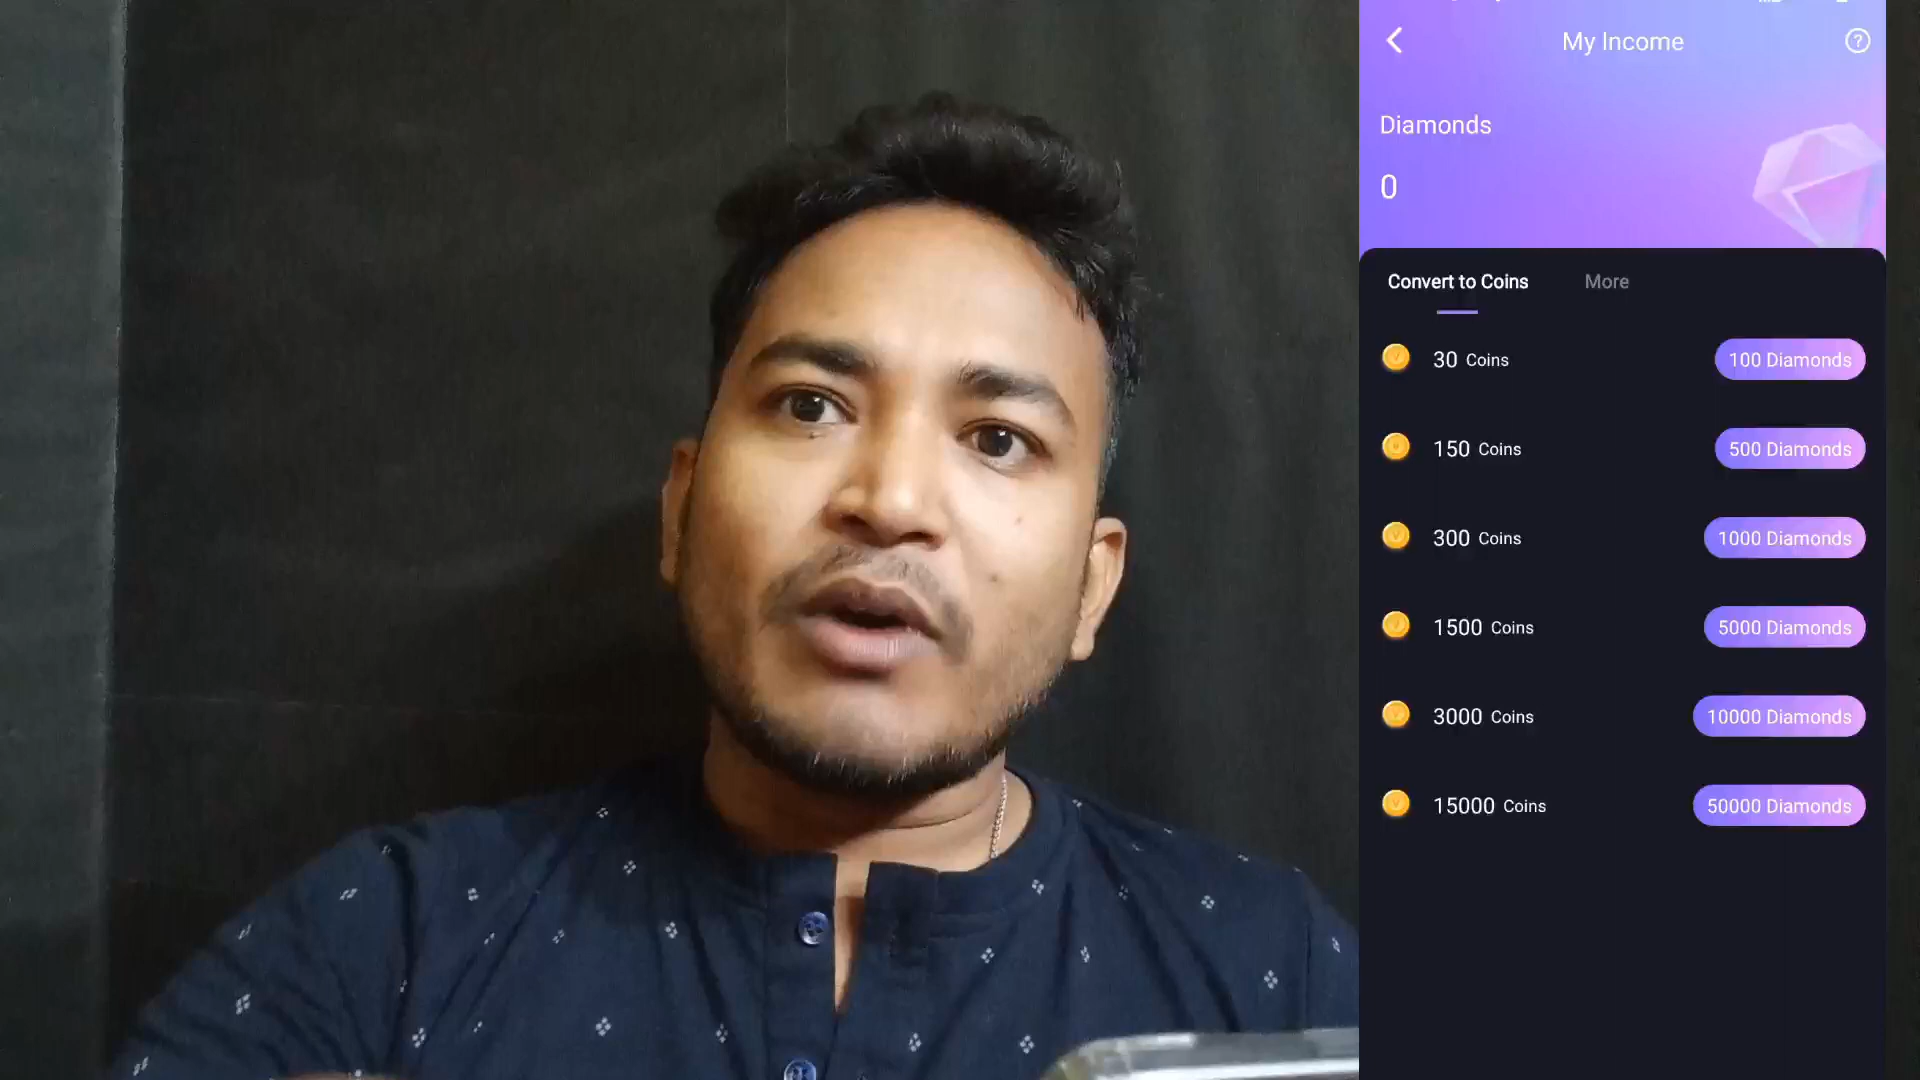 My Income
Diamonds
0
Convert to Coins More
30 Coins 100 Diamonds
150 Coins 500 Diamonds
300 Coins 1000 Diamonds
1500 Coins 5000 Diamonds
3000 Coins 10000 Diamonds
15000 Coins 50000 Diamonds